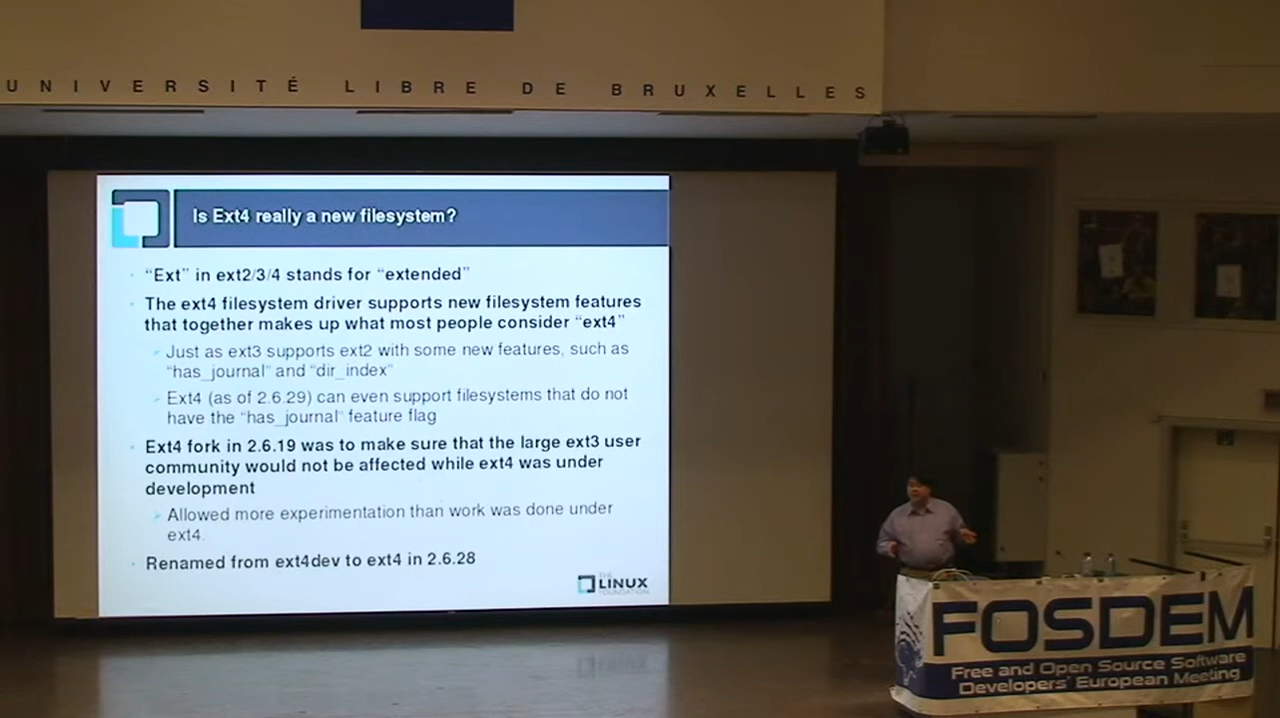 UNIVERSITÉ LIBRE DE BRUXELLES
Is Ext4 really a new filesystem?
“Ext” in ext2/3/4 stands for “extended”
The ext4 filesystem driver supports new filesystem features
that together makes up what most people consider “ext4”
Just as ext3 supports ext2 with some new features, such as
“has_journal” and “dir_index”
Ext4 (as of 2.6.29) can even support filesystems that do not
have the “has_journal” feature flag
Ext4 fork in 2.6.19 was to make sure that the large ext3 user
community would not be affected while ext4 was under
development
Allowed more experimentation than work was done under
ext4.
Renamed from ext4dev to ext4 in 2.6.28
THE
LINUX
FOUNDATION
FOSDEM
Free and Open Source Software
Developers' European Meeting